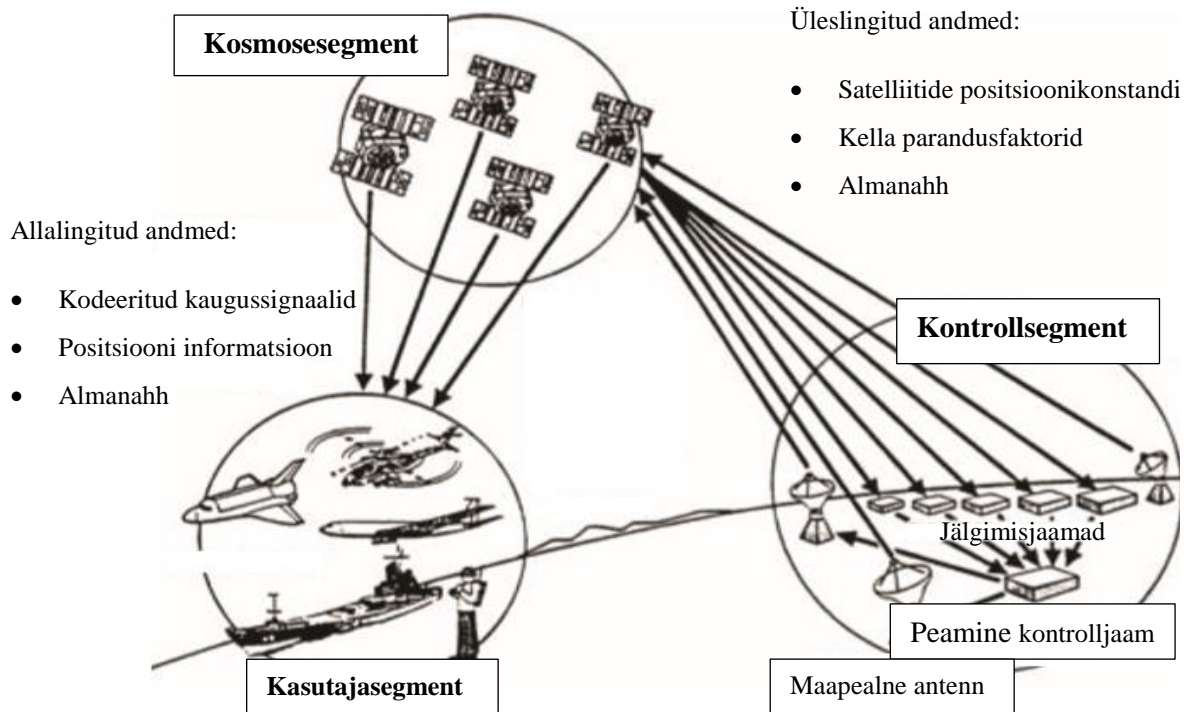 Kosmosesegment
Üleslingitud andmed:
• Satelliitide positsioonikonstandi
• Kella parandusfaktorid
• Almanahh
Allalingitud andmed:
• Kodeeritud kaugussignaalid
• Positsiooni informatsioon
• Almanahh
Kontrollsegment
Jälgimisjaamad
Peamine kontrolljaam
Kasutajasegment
Maapealne antenn